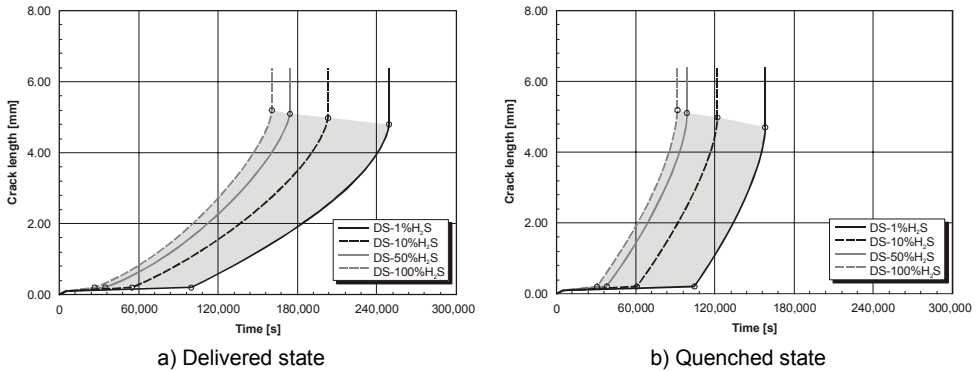 8.00
6.00
4.00
2.00
0.00
Crack length [mm]
0 60,000 120,000 180,000 240,000 300,000
Time [s]
DS-1%H₂S
DS-10%H₂S
DS-50%H₂S
DS-100%H₂S
a) Delivered state
8.00
6.00
4.00
2.00
0.00
Crack length [mm]
0 60,000 120,000 180,000 240,000 300,000
Time [s]
DS-1%H₂S
DS-10%H₂S
DS-50%H₂S
DS-100%H₂S
b) Quenched state